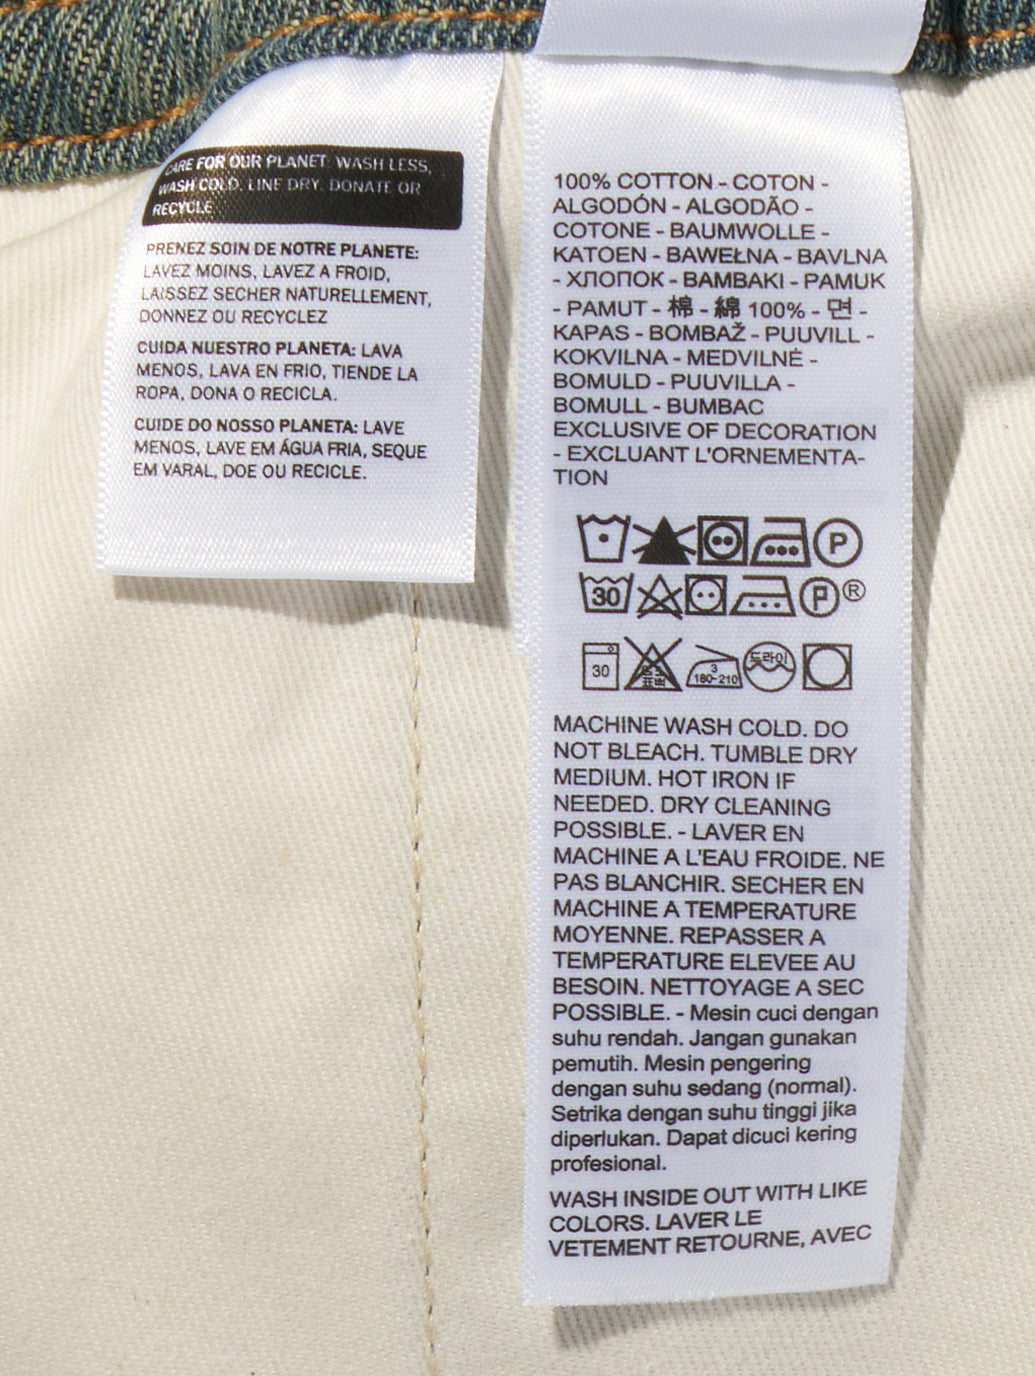 CARE FOR OUR PLANET: WASH LESS,
WASH COLD, LINE DRY, DONATE OR
RECYCLE
PRENEZ SOIN DE NOTRE PLANETE:
LAVEZ MOINS, LAVEZ A FROID,
LAISSEZ SECHER NATURELLEMENT,
DONNEZ OU RECYCLEZ
CUIDA NUESTRO PLANETA: LAVA
MENOS, LAVA EN FRIO, TIENDE LA
ROPA, DONA O RECICLA.
CUIDE DO NOSSO PLANETA: LAVE
MENOS, LAVE EM ÁGUA FRIA, SEQUE
EM VARAL, DOE OU RECICLE.
100% COTTON - COTON -
ALGODÓN - ALGODÃO -
COTONE - BAUMWOLLE -
KATOEN - BAWEŁNA - BAVLNA
- ХЛОПОК - BAMBAKI - PAMUK
- PAMUT - 棉 - 綿 100% - 면 -
KAPAS - BOMBAŽ - PUUVILL -
KOKVILNA - MEDVILNĖ -
BOMULD - PUUVILLA -
BOMULL - BUMBAC
EXCLUSIVE OF DECORATION
- EXCLUANT L'ORNEMENTA-
TION
P
30 P ®
30 염소 표백 3 180-210 드라이
MACHINE WASH COLD. DO
NOT BLEACH. TUMBLE DRY
MEDIUM. HOT IRON IF
NEEDED. DRY CLEANING
POSSIBLE. - LAVER EN
MACHINE A L'EAU FROIDE. NE
PAS BLANCHIR. SECHER EN
MACHINE A TEMPERATURE
MOYENNE. REPASSER A
TEMPERATURE ELEVEE AU
BESOIN. NETTOYAGE A SEC
POSSIBLE. - Mesin cuci dengan
suhu rendah. Jangan gunakan
pemutih. Mesin pengering
dengan suhu sedang (normal).
Setrika dengan suhu tinggi jika
diperlukan. Dapat dicuci kering
profesional.
WASH INSIDE OUT WITH LIKE
COLORS. LAVER LE
VETEMENT RETOURNE, AVEC